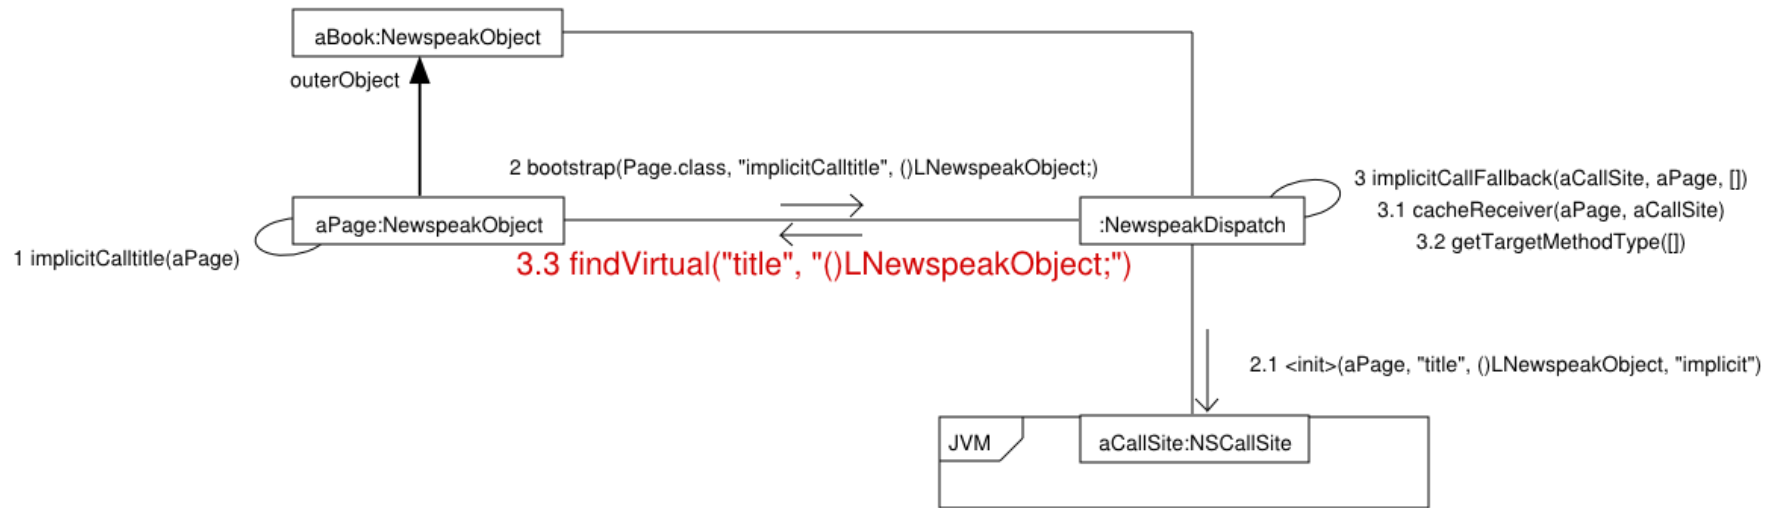 aBook:NewspeakObject
outerObject
2 bootstrap(Page.class, "implicitCalltitle", ()LNewspeakObject;)
3 implicitCallFallback(aCallSite, aPage, [])
3.1 cacheReceiver(aPage, aCallSite)
3.2 getTargetMethodType([])
aPage:NewspeakObject
:NewspeakDispatch
1 implicitCalltitle(aPage)
3.3 findVirtual("title", "()LNewspeakObject;")
2.1 <init>(aPage, "title", ()LNewspeakObject, "implicit")
JVM
aCallSite:NSCallSite